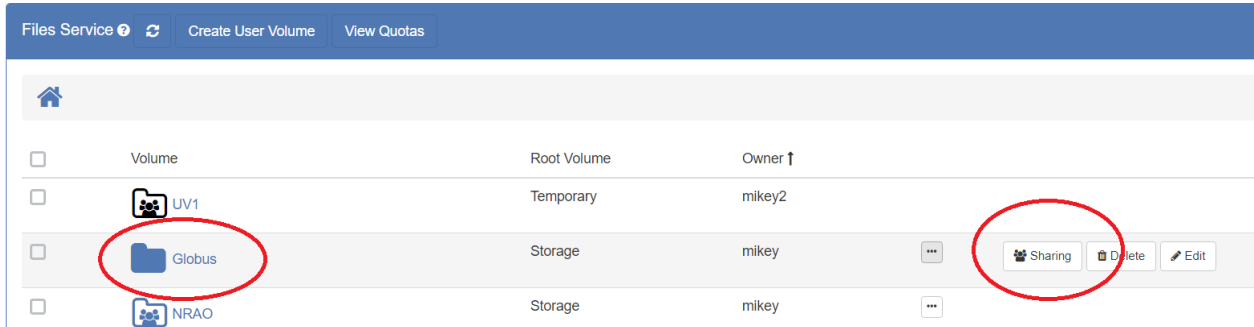 Files Service ? Create User Volume View Quotas
Volume Root Volume Owner
UV1 Temporary mikey2
Globus Storage mikey ... Sharing Delete Edit
NRAO Storage mikey ...